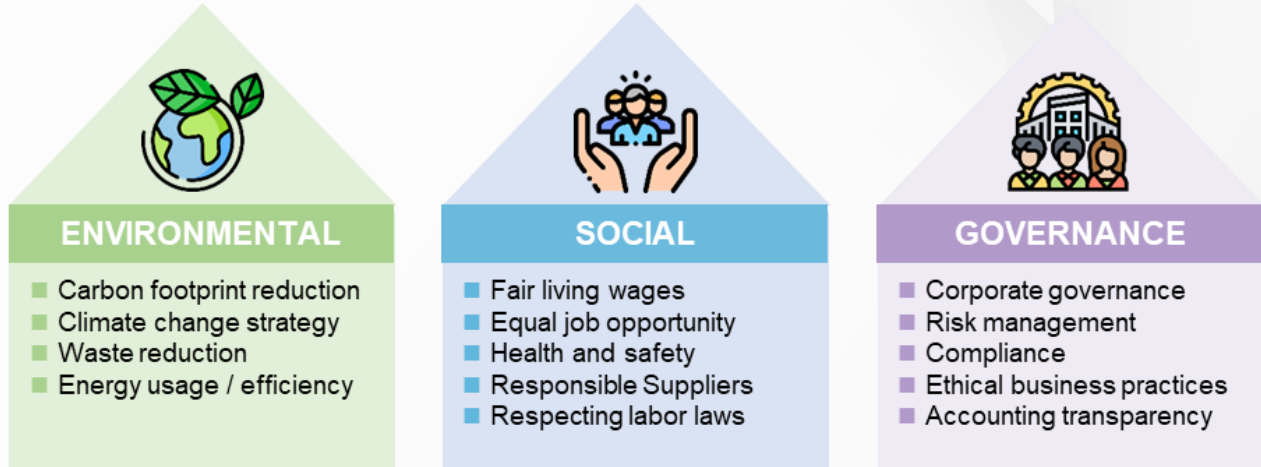 ENVIRONMENTAL
Carbon footprint reduction
Climate change strategy
Waste reduction
Energy usage / efficiency
SOCIAL
Fair living wages
Equal job opportunity
Health and safety
Responsible Suppliers
Respecting labor laws
GOVERNANCE
Corporate governance
Risk management
Compliance
Ethical business practices
Accounting transparency